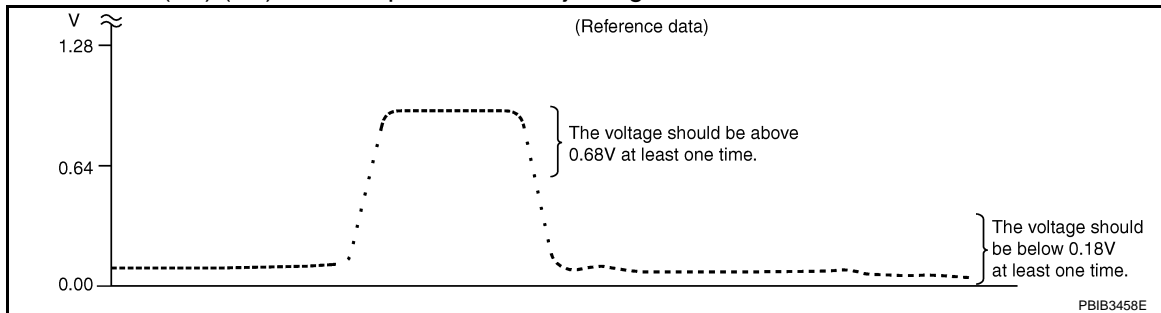 V
(Reference data)
1.28
The voltage should be above
0.68V at least one time.
0.64
The voltage should
be below 0.18V
at least one time.
0.00
PBIB3458E